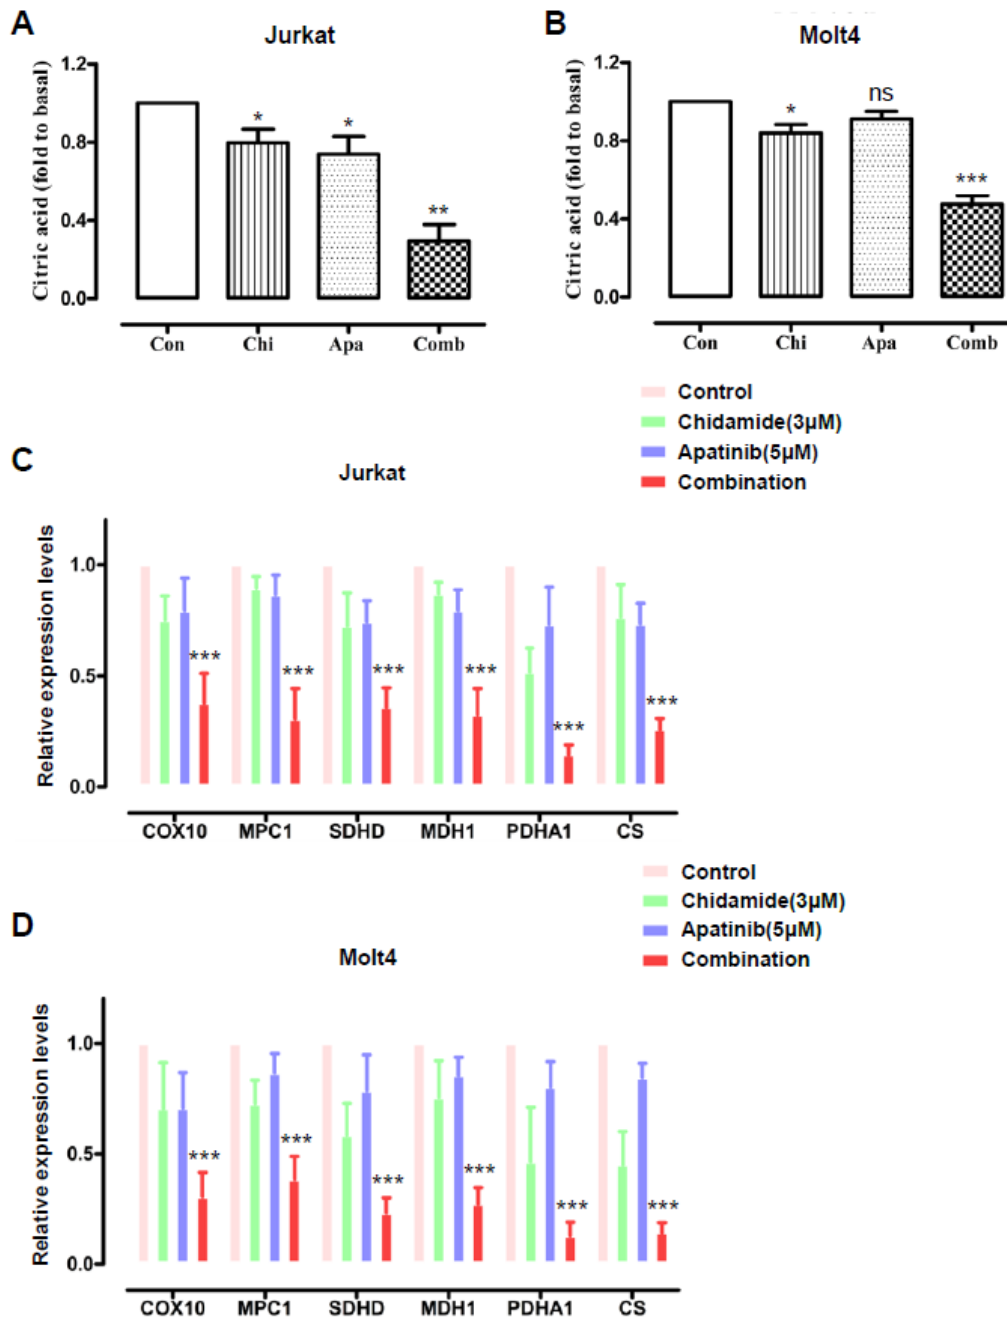 A
Jurkat
Citric acid (fold to basal)
1.2
0.8
0.4
0.0
*
*
**
Con Chi Apa Comb
B
Molt4
Citric acid (fold to basal)
1.2
0.8
0.4
0.0
*
ns
***
Con Chi Apa Comb
Control
Chidamide(3μM)
Apatinib(5μM)
Combination
C
Jurkat
Relative expression levels
1.0
0.5
0.0
*** *** *** *** *** ***
COX10 MPC1 SDHD MDH1 PDHA1 CS
Control
Chidamide(3μM)
Apatinib(5μM)
Combination
D
Molt4
Relative expression levels
1.0
0.5
0.0
*** *** *** *** *** ***
COX10 MPC1 SDHD MDH1 PDHA1 CS